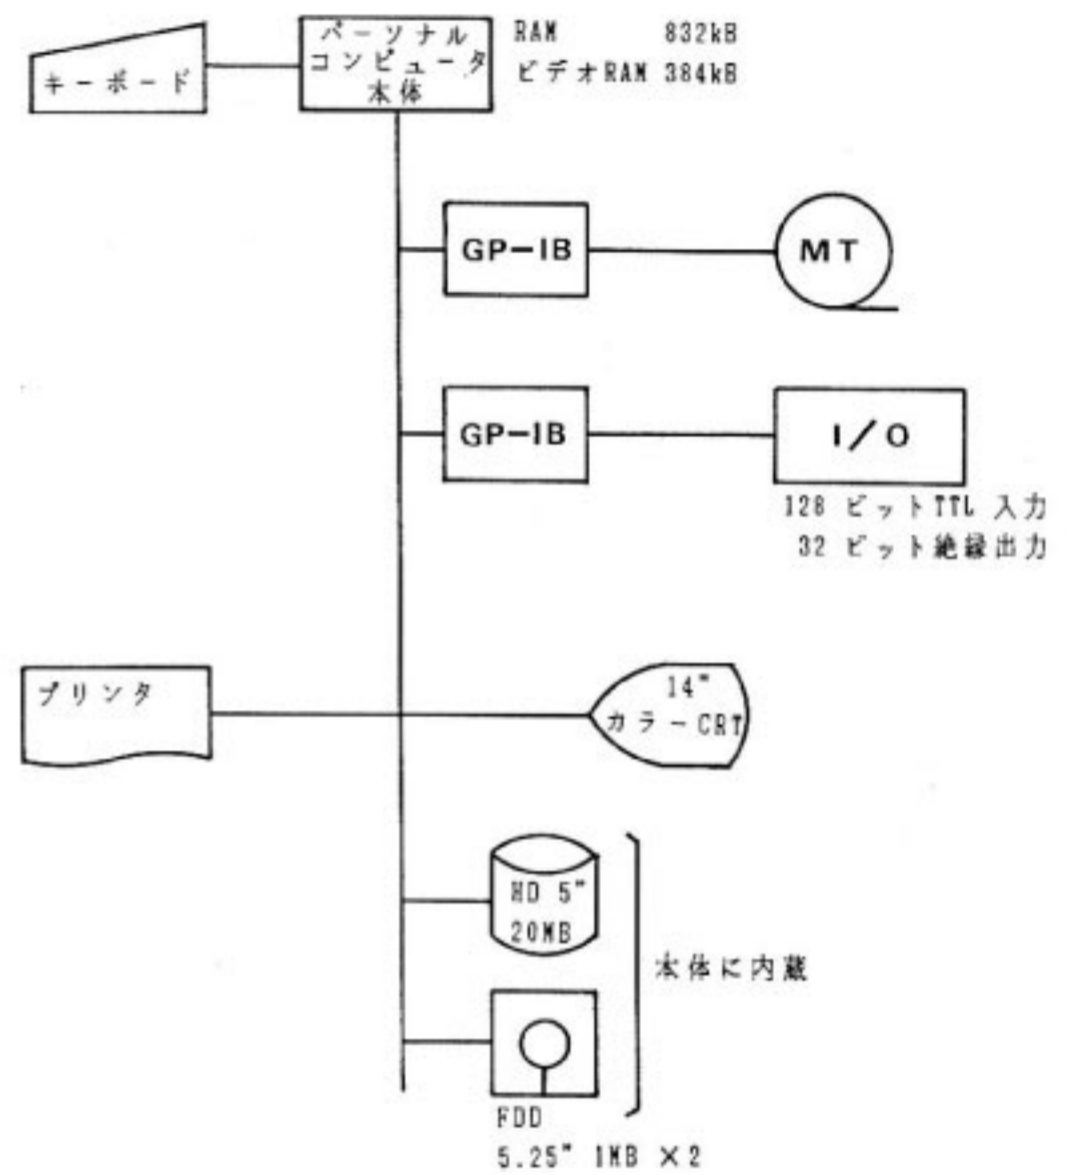 キーボード
パーソナル
コンピュータ
本体
RAM 832kB
ビデオRAM 384kB
GP-IB
MT
GP-IB
I/O
128 ビットTTL 入力
32 ビット絶縁出力
プリンタ
14"
カラーCRT
HD 5"
20MB
本体に内蔵
FDD
5.25" 1MB ×2